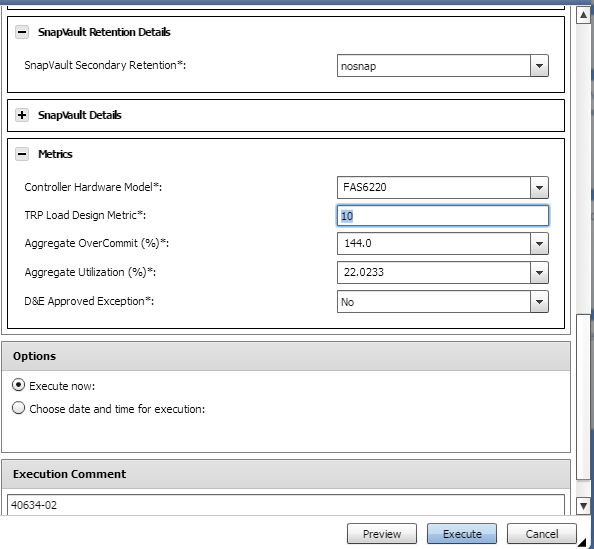 SnapVault Retention Details
SnapVault Secondary Retention*: nosnap
SnapVault Details
Metrics
Controller Hardware Model*: FAS6220
TRP Load Design Metric*: 10
Aggregate OverCommit (%)*: 144.0
Aggregate Utilization (%)*: 22.0233
D&E Approved Exception*: No
Options
Execute now:
Choose date and time for execution:
Execution Comment
40634-02
Preview Execute Cancel